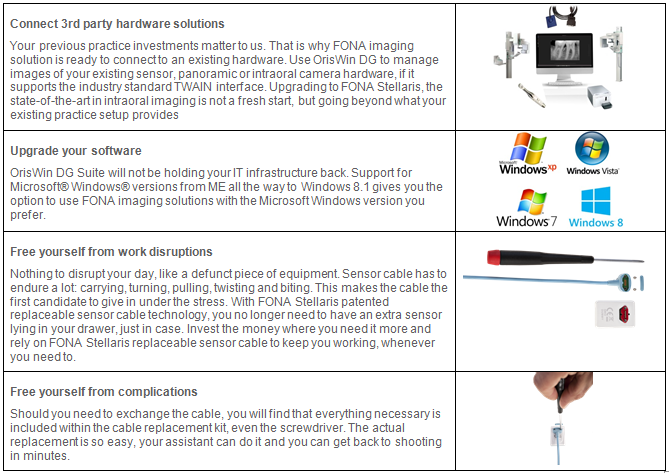 Connect 3rd party hardware solutions
Your previous practice investments matter to us. That is why FONA imaging
solution is ready to connect to an existing hardware. Use OrisWin DG to manage
images of your existing sensor, panoramic or intraoral camera hardware, if it
supports the industry standard TWAIN interface. Upgrading to FONA Stellaris, the
state-of-the-art in intraoral imaging is not a fresh start, but going beyond what your
existing practice setup provides
Upgrade your software
OrisWin DG Suite will not be holding your IT infrastructure back. Support for
Microsoft® Windows® versions from ME all the way to Windows 8.1 gives you the
option to use FONA imaging solutions with the Microsoft Windows version you
prefer.
Microsoft
Windows xp
Windows Vista
Windows 7
Windows 8
Free yourself from work disruptions
Nothing to disrupt your day, like a defunct piece of equipment. Sensor cable has to
endure a lot: carrying, turning, pulling, twisting and biting. This makes the cable the
first candidate to give in under the stress. With FONA Stellaris patented
replaceable sensor cable technology, you no longer need to have an extra sensor
lying in your drawer, just in case. Invest the money where you need it more and
rely on FONA Stellaris replaceable sensor cable to keep you working, whenever
you need to.
Free yourself from complications
Should you need to exchange the cable, you will find that everything necessary is
included within the cable replacement kit, even the screwdriver. The actual
replacement is so easy, your assistant can do it and you can get back to shooting
in minutes.